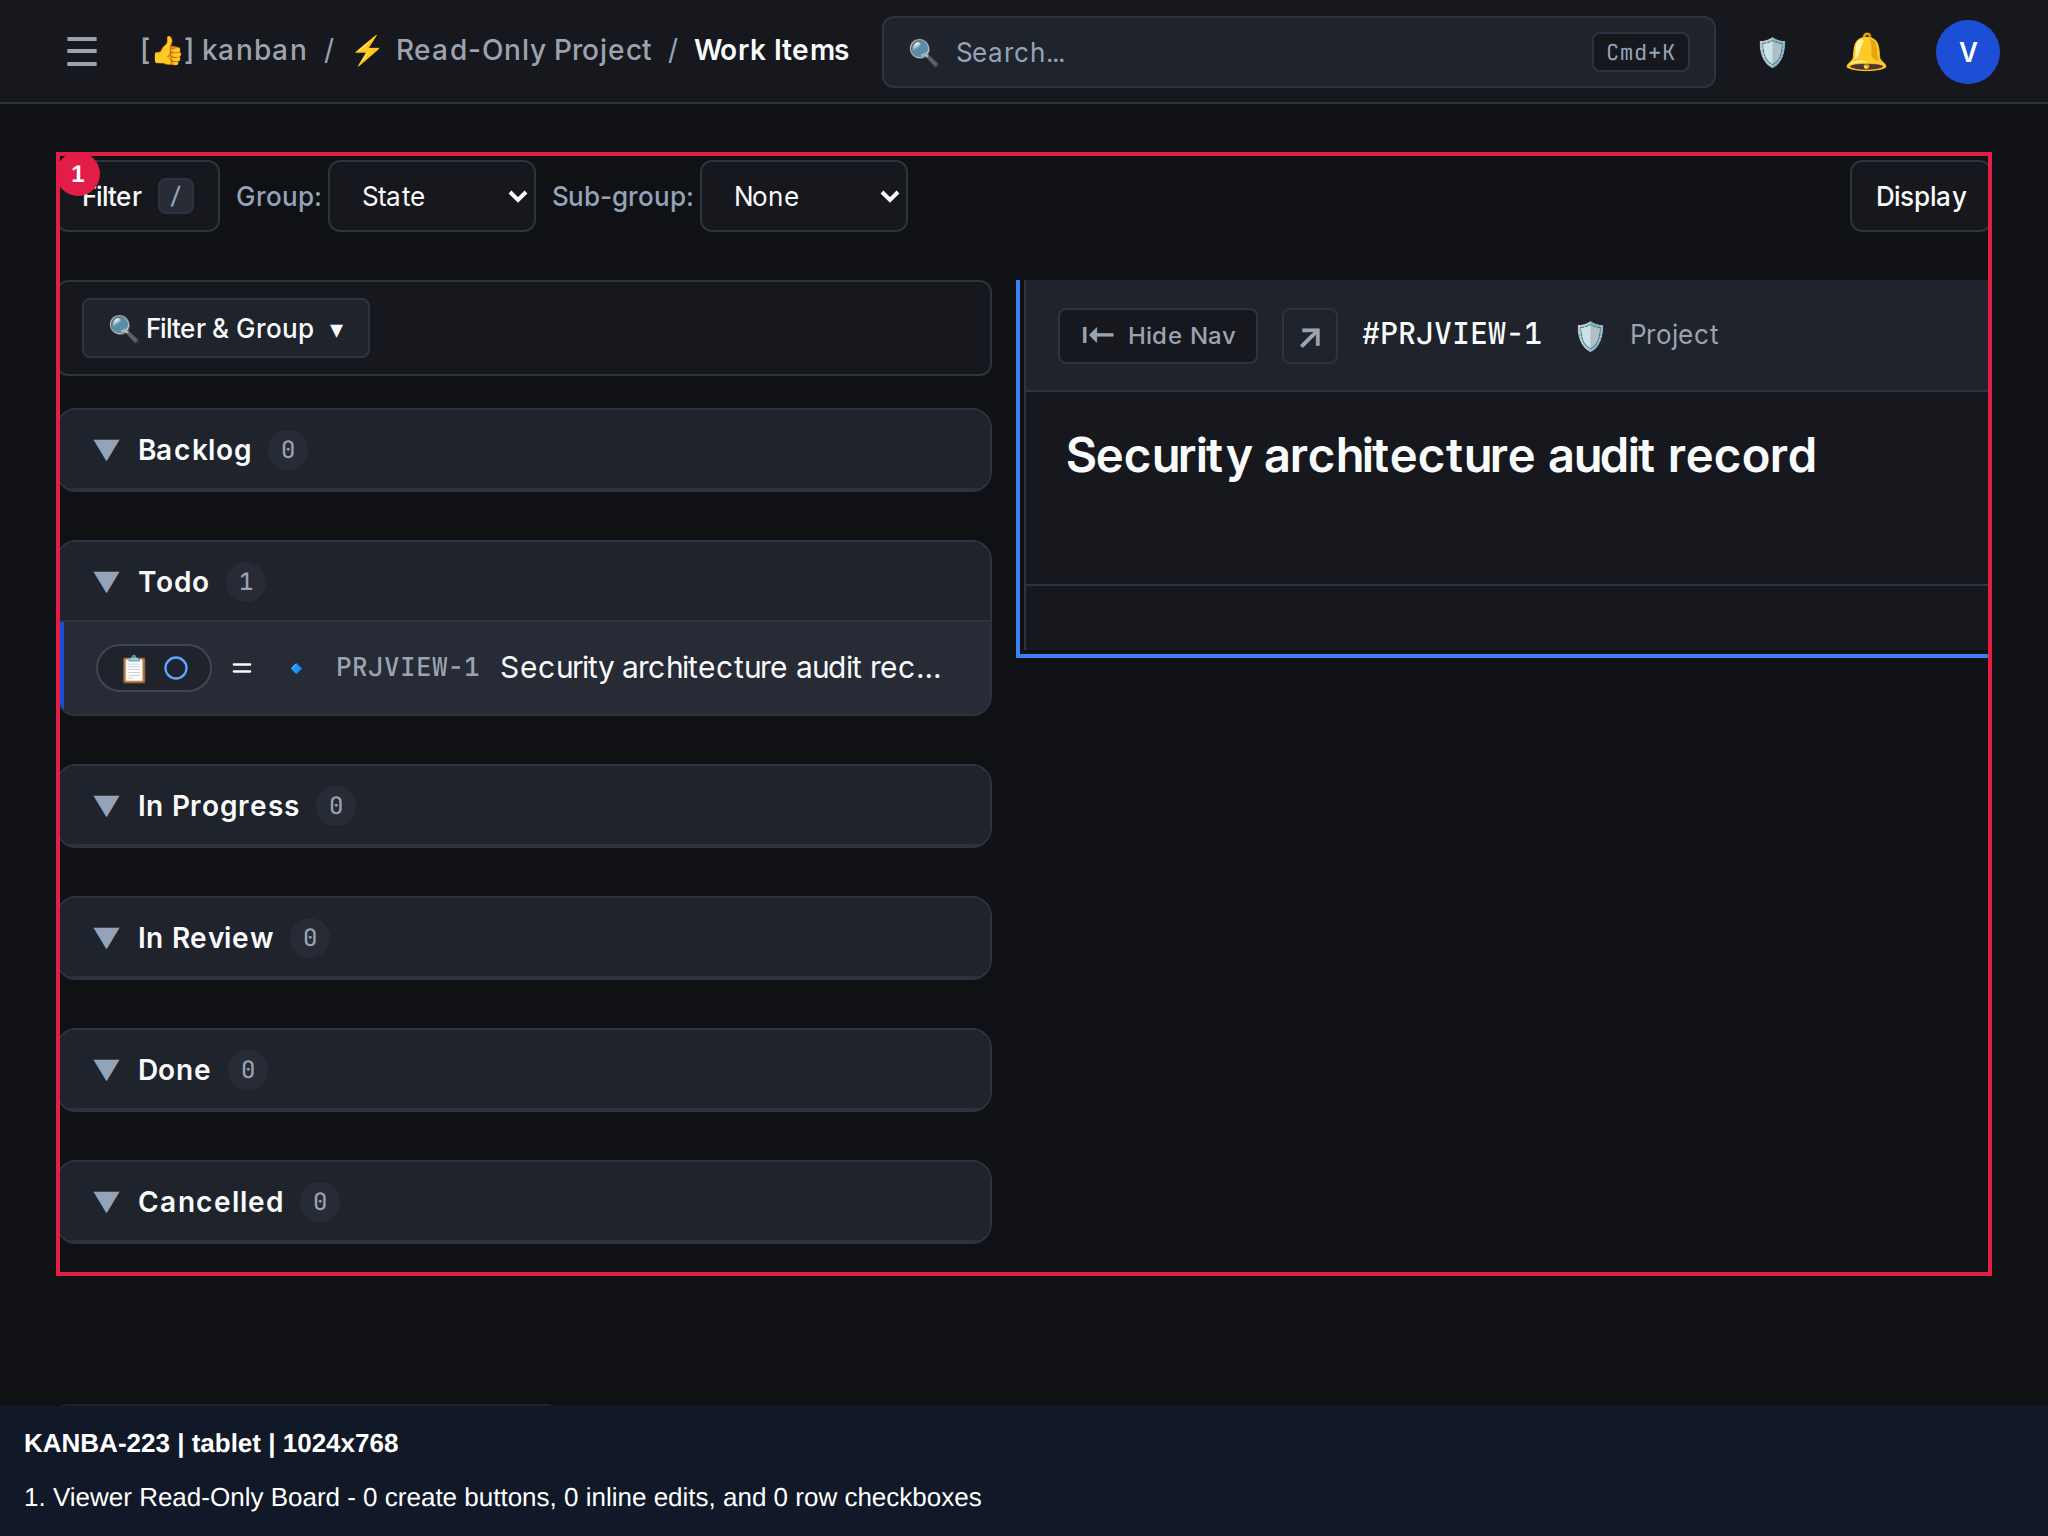 ☰ [👍] kanban / ⚡ Read-Only Project / Work Items 🔍 Search... Cmd+K 🛡️ 🔔 V
1
Filter / Group: State Sub-group: None Display
🔍 Filter & Group ▾
Hide Nav #PRJVIEW-1 🛡️ Project
Security architecture audit record
▼ Backlog 0
▼ Todo 1
📋 = 🔹 PRJVIEW-1 Security architecture audit rec...
▼ In Progress 0
▼ In Review 0
▼ Done 0
▼ Cancelled 0
KANBA-223 | tablet | 1024x768
1. Viewer Read-Only Board - 0 create buttons, 0 inline edits, and 0 row checkboxes